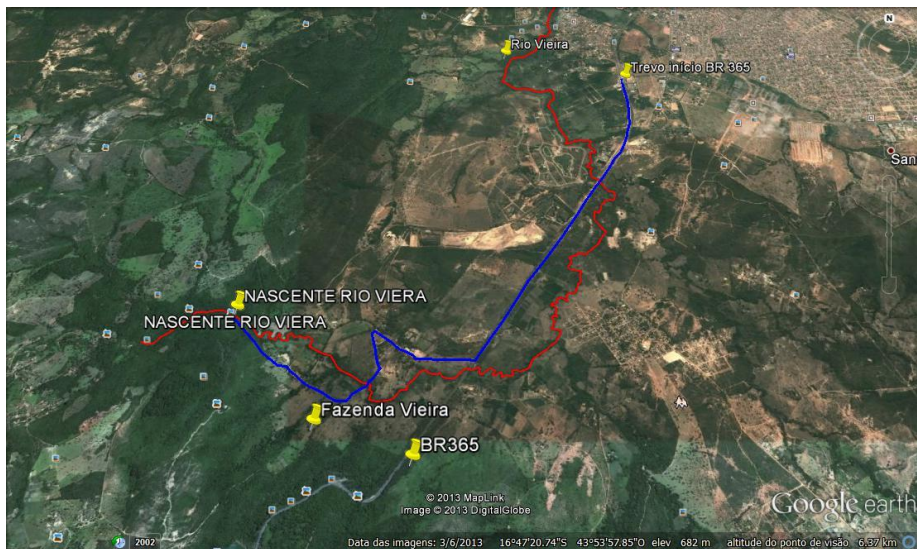 N
Rio Vieira
Trevo início BR 365
San
NASCENTE RIO VIERA
NASCENTE RIO VIERA
Fazenda Vieira
BR365
© 2013 MapLink
Image © 2013 DigitalGlobe
Google earth
2002
Data das imagens: 3/6/2013 16°47'20.74"S 43°53'57.85"O elev 682 m altitude do ponto de visão 6.37 km